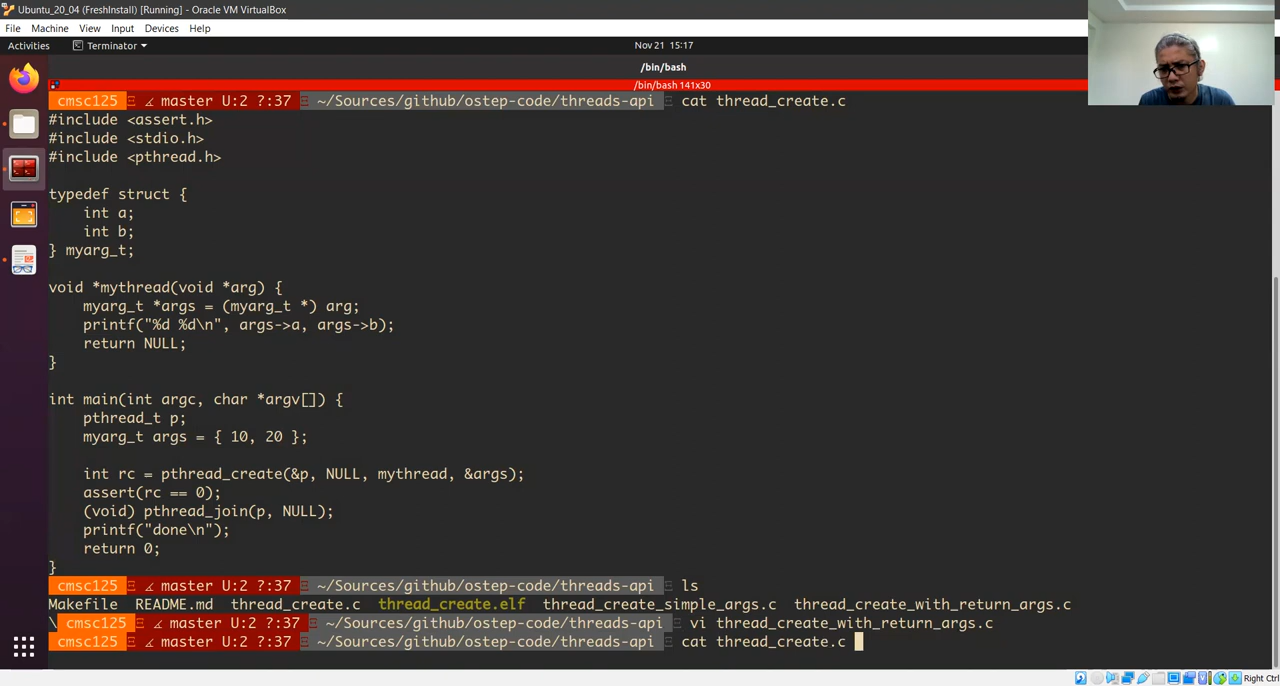 Ubuntu_20_04 (FreshInstall) [Running] - Oracle VM VirtualBox
File Machine View Input Devices Help
Activities Terminator Nov 21 15:17
/bin/bash
/bin/bash 141x30
cmsc125 master U:2 ?:37 ~/Sources/github/ostep-code/threads-api cat thread_create.c
#include <assert.h>
#include <stdio.h>
#include <pthread.h>
typedef struct {
    int a;
    int b;
} myarg_t;
void *mythread(void *arg) {
    myarg_t *args = (myarg_t *) arg;
    printf("%d %d\n", args->a, args->b);
    return NULL;
}
int main(int argc, char *argv[]) {
    pthread_t p;
    myarg_t args = { 10, 20 };
    int rc = pthread_create(&p, NULL, mythread, &args);
    assert(rc == 0);
    (void) pthread_join(p, NULL);
    printf("done\n");
    return 0;
}
cmsc125 master U:2 ?:37 ~/Sources/github/ostep-code/threads-api ls
Makefile README.md thread_create.c thread_create.elf thread_create_simple_args.c thread_create_with_return_args.c
\ cmsc125 master U:2 ?:37 ~/Sources/github/ostep-code/threads-api vi thread_create_with_return_args.c
cmsc125 master U:2 ?:37 ~/Sources/github/ostep-code/threads-api cat thread_create.c
Right Ctrl